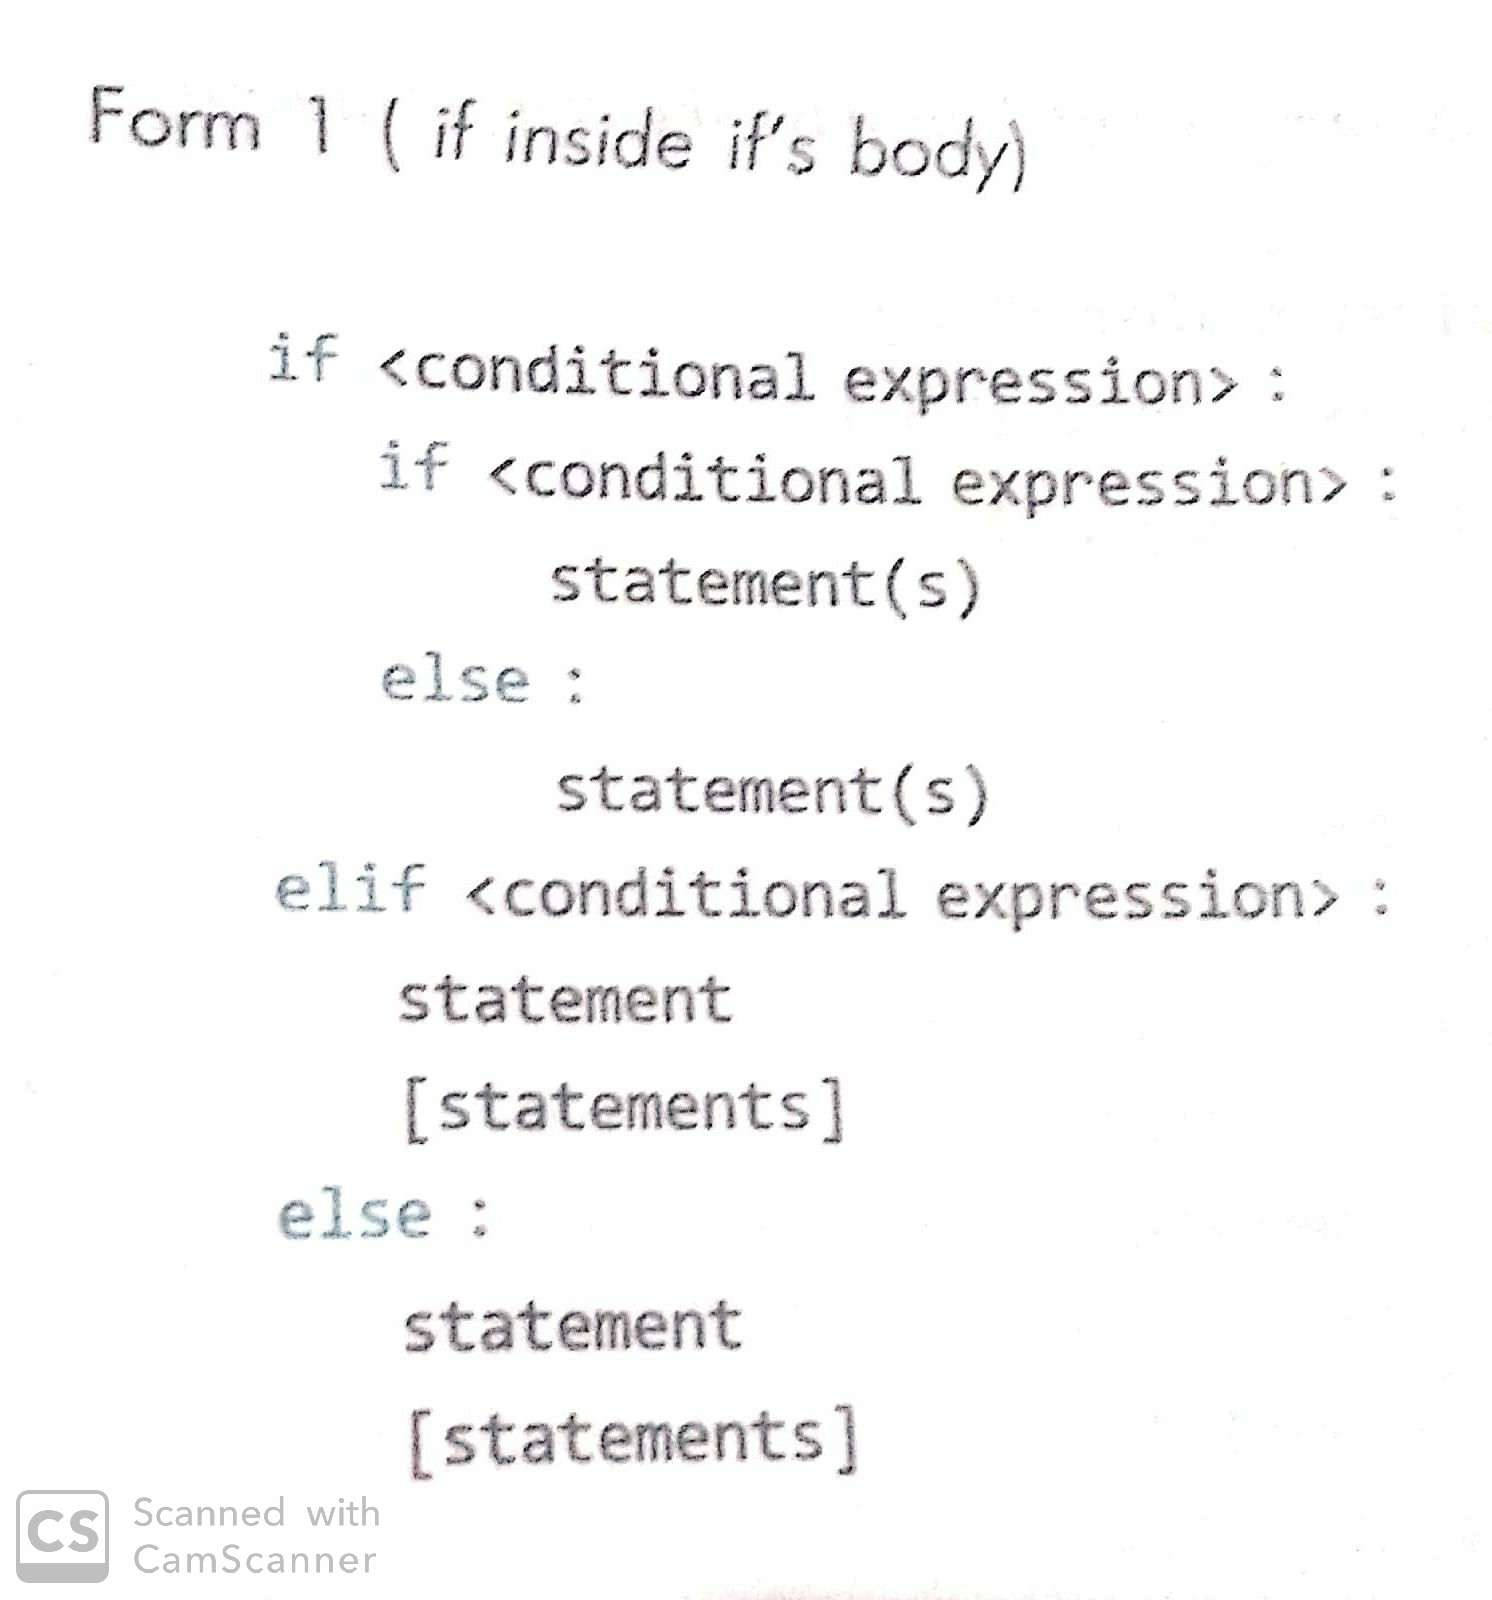 Form 1 ( if inside if's body)
if <conditional expression> :
if <conditional expression> :
statement(s)
else :
statement(s)
elif <conditional expression> :
statement
[statements]
else :
statement
[statements]
CS Scanned with
CamScanner